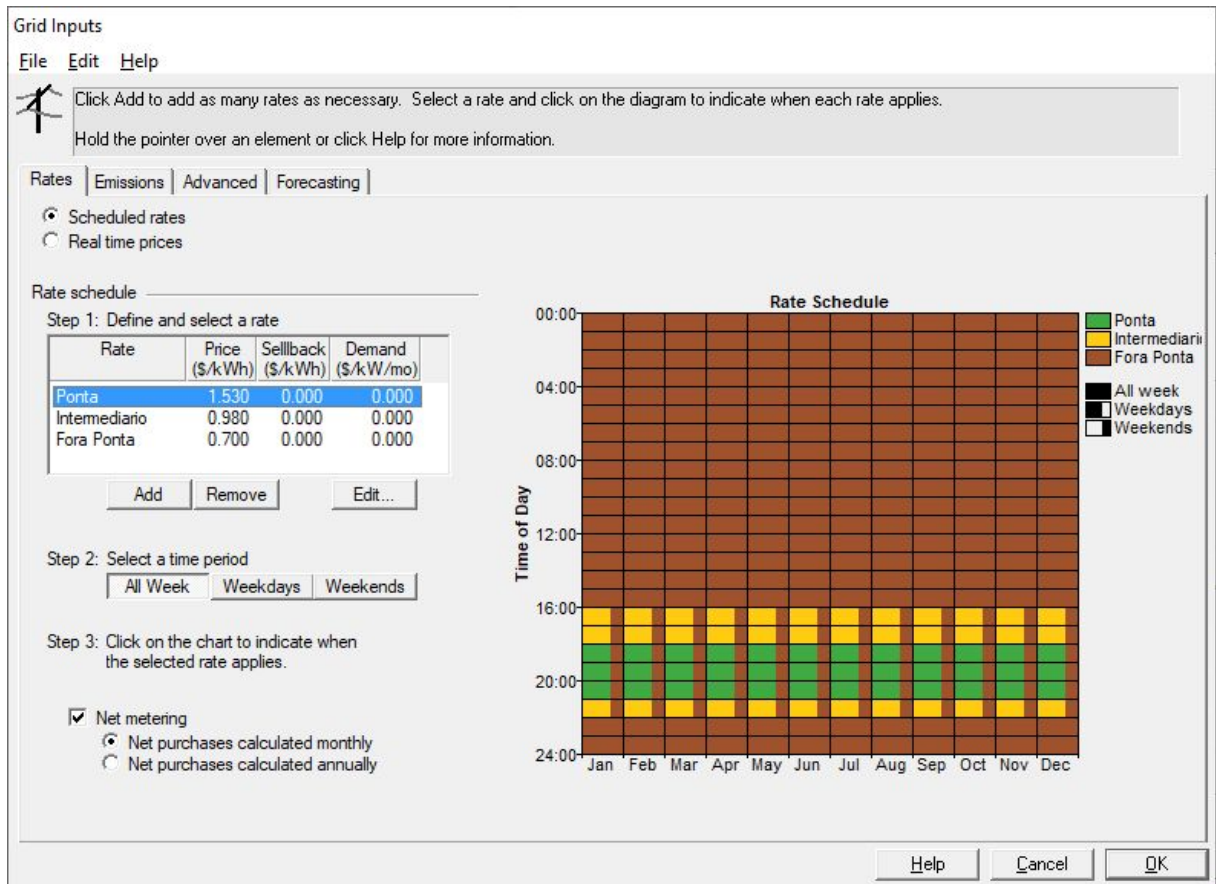 Grid Inputs
File Edit Help
Click Add to add as many rates as necessary. Select a rate and click on the diagram to indicate when each rate applies.
Hold the pointer over an element or click Help for more information.
Rates Emissions Advanced Forecasting
Scheduled rates
Real time prices
Rate schedule
Step 1: Define and select a rate
Rate Price Selllback Demand
($/kWh) ($/kWh) ($/kW/mo)
Ponta 1.530 0.000 0.000
Intermediario 0.980 0.000 0.000
Fora Ponta 0.700 0.000 0.000
Add Remove Edit...
Step 2: Select a time period
All Week Weekdays Weekends
Step 3: Click on the chart to indicate when
the selected rate applies.
Net metering
Net purchases calculated monthly
Net purchases calculated annually
Rate Schedule
Time of Day
00:00
04:00
08:00
12:00
16:00
20:00
24:00
Jan Feb Mar Apr May Jun Jul Aug Sep Oct Nov Dec
Ponta
Intermediari
Fora Ponta
All week
Weekdays
Weekends
Help Cancel OK